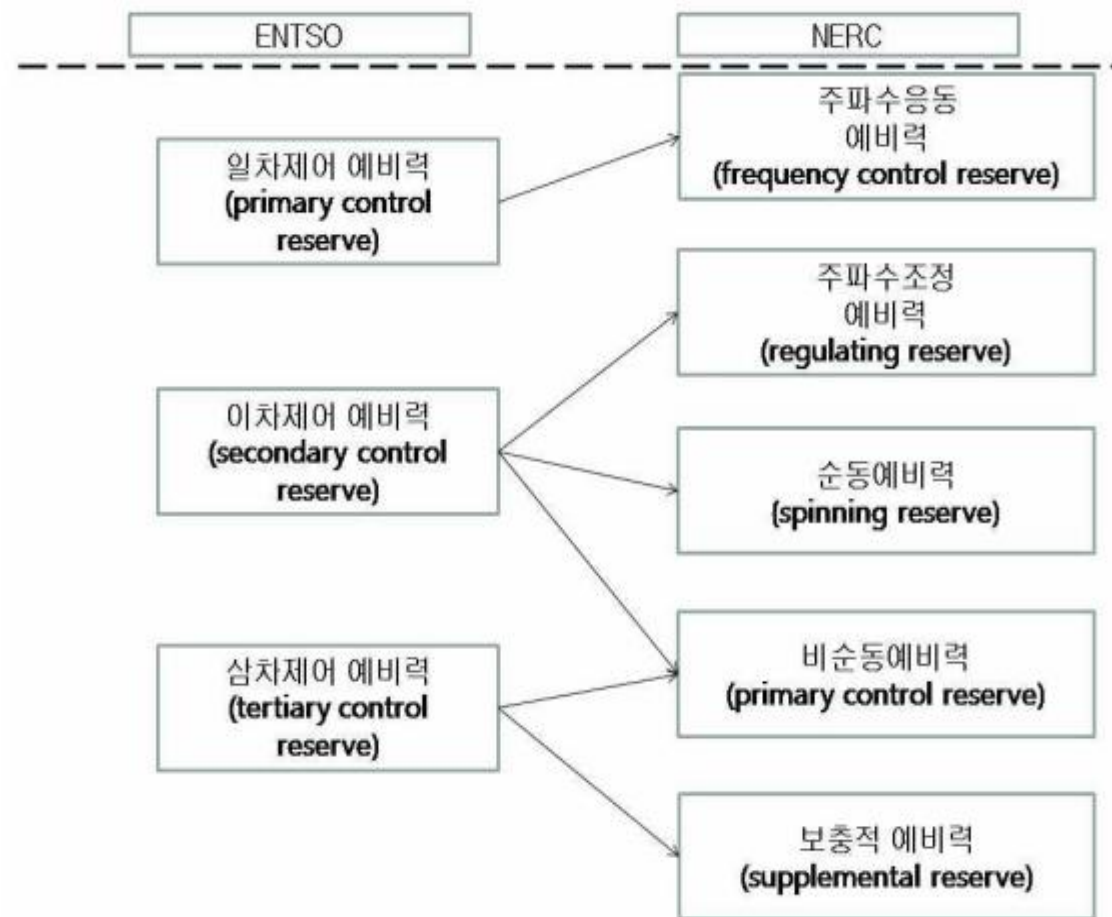 ENTSO
NERC
일차제어 예비력
(primary control
reserve)
주파수응동
예비력
(frequency control reserve)
주파수조정
예비력
(regulating reserve)
이차제어 예비력
(secondary control
reserve)
순동예비력
(spinning reserve)
삼차제어 예비력
(tertiary control
reserve)
비순동예비력
(primary control reserve)
보충적 예비력
(supplemental reserve)